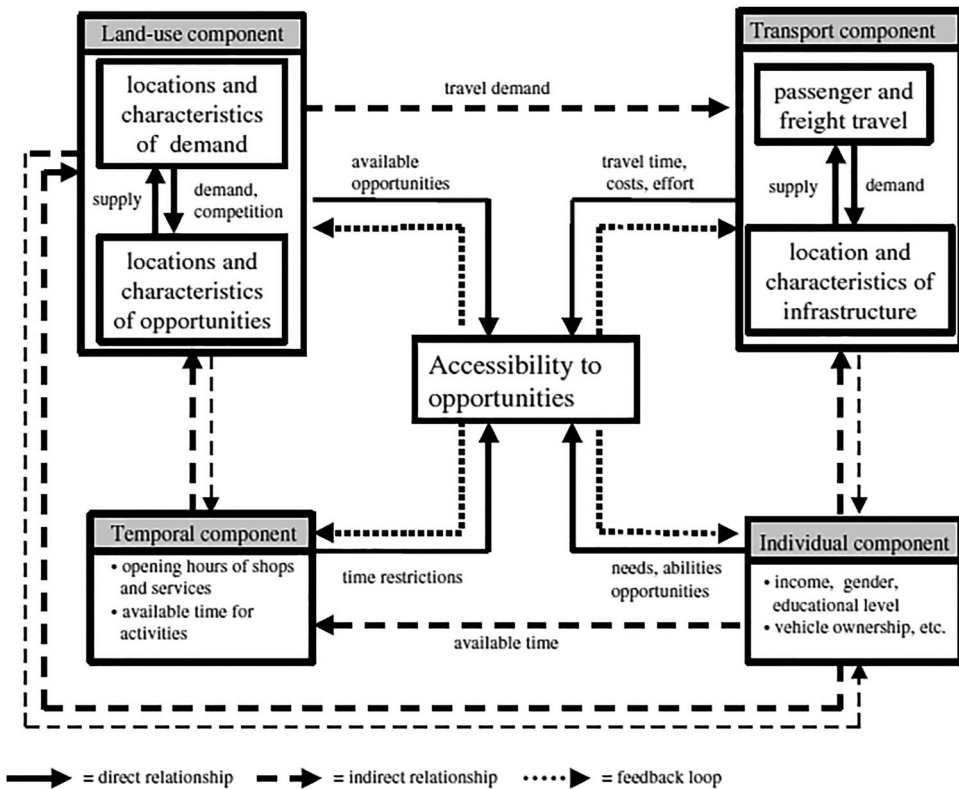 Land-use component
locations and
characteristics
of demand
supply
demand,
competition
locations and
characteristics
of opportunities
travel demand
Transport component
passenger and
freight travel
supply
demand
location and
characteristics of
infrastructure
available
opportunities
travel time,
costs, effort
Accessibility to
opportunities
Temporal component
• opening hours of shops
and services
• available time for
activities
time restrictions
needs, abilities
opportunities
available time
Individual component
• income, gender,
educational level
• vehicle ownership, etc.
= direct relationship
= indirect relationship
= feedback loop